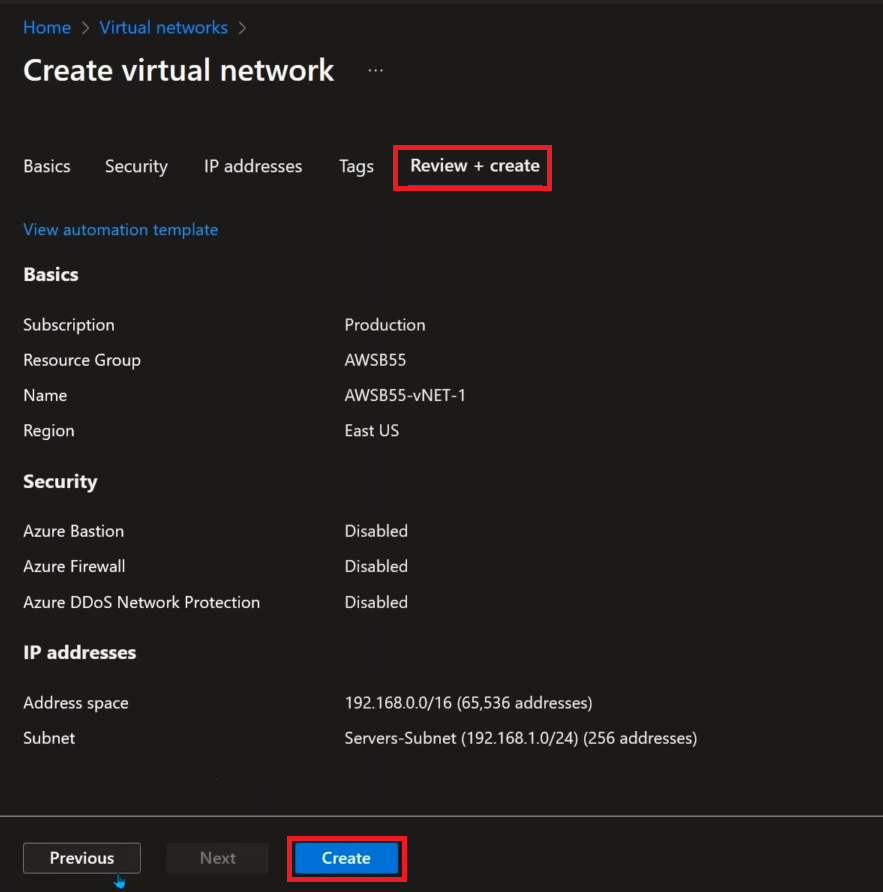 Home > Virtual networks >
Create virtual network ...
Basics Security IP addresses Tags Review + create
View automation template
Basics
Subscription Production
Resource Group AWSB55
Name AWSB55-vNET-1
Region East US
Security
Azure Bastion Disabled
Azure Firewall Disabled
Azure DDoS Network Protection Disabled
IP addresses
Address space 192.168.0.0/16 (65,536 addresses)
Subnet Servers-Subnet (192.168.1.0/24) (256 addresses)
Previous Next Create